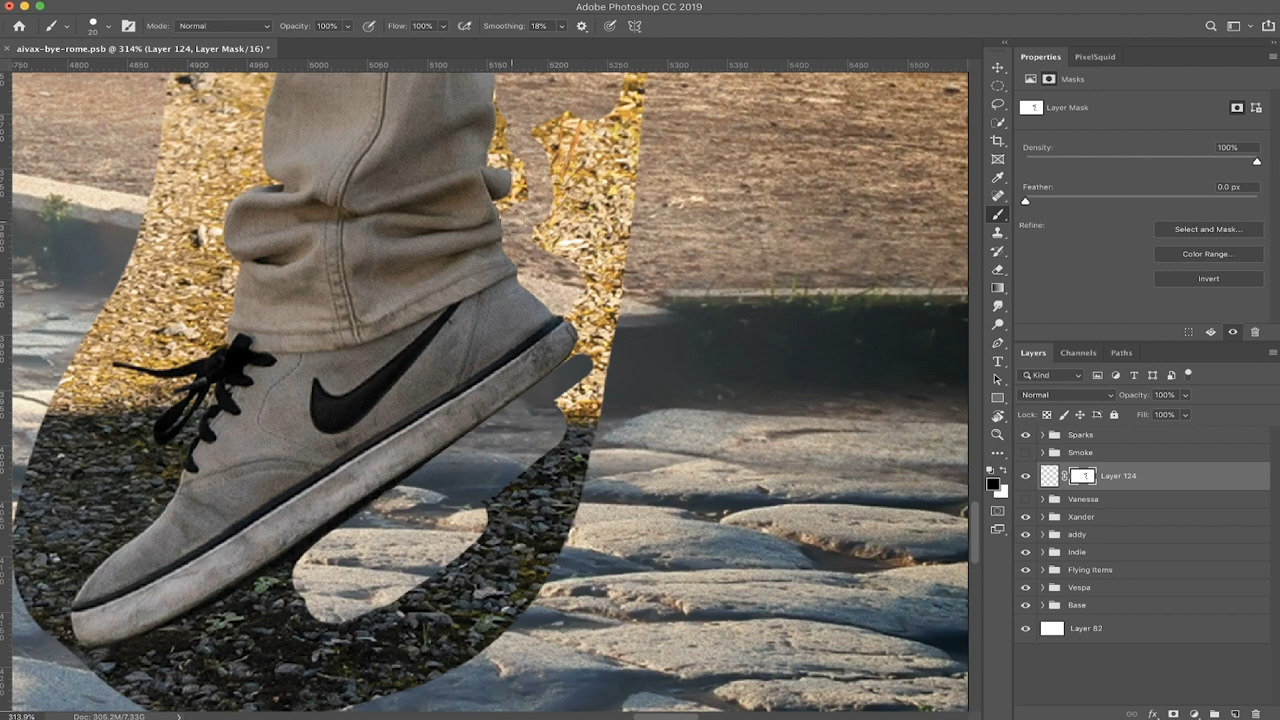 Adobe Photoshop CC 2019
20
Mode: Normal
Opacity: 100%
Flow: 100%
Smoothing: 18%
× aivax-bye-rome.psb @ 314% (Layer 124, Layer Mask/16) *
4750 4800 4850 4900 4950 5000 5050 5100 5150 5200 5250 5300 5350 5400 5450 5500
Properties PixelSquid
Masks
Layer Mask
Density: 100%
Feather: 0.0 px
Refine: Select and Mask...
Color Range...
Invert
Layers Channels Paths
Kind
Normal Opacity: 100%
Lock: Fill: 100%
Sparks
Smoke
Layer 124
Vanessa
Xander
addy
Indie
Flying Items
Vespa
Base
Layer 82
313.9% Doc: 305.2M/7.33G
fx